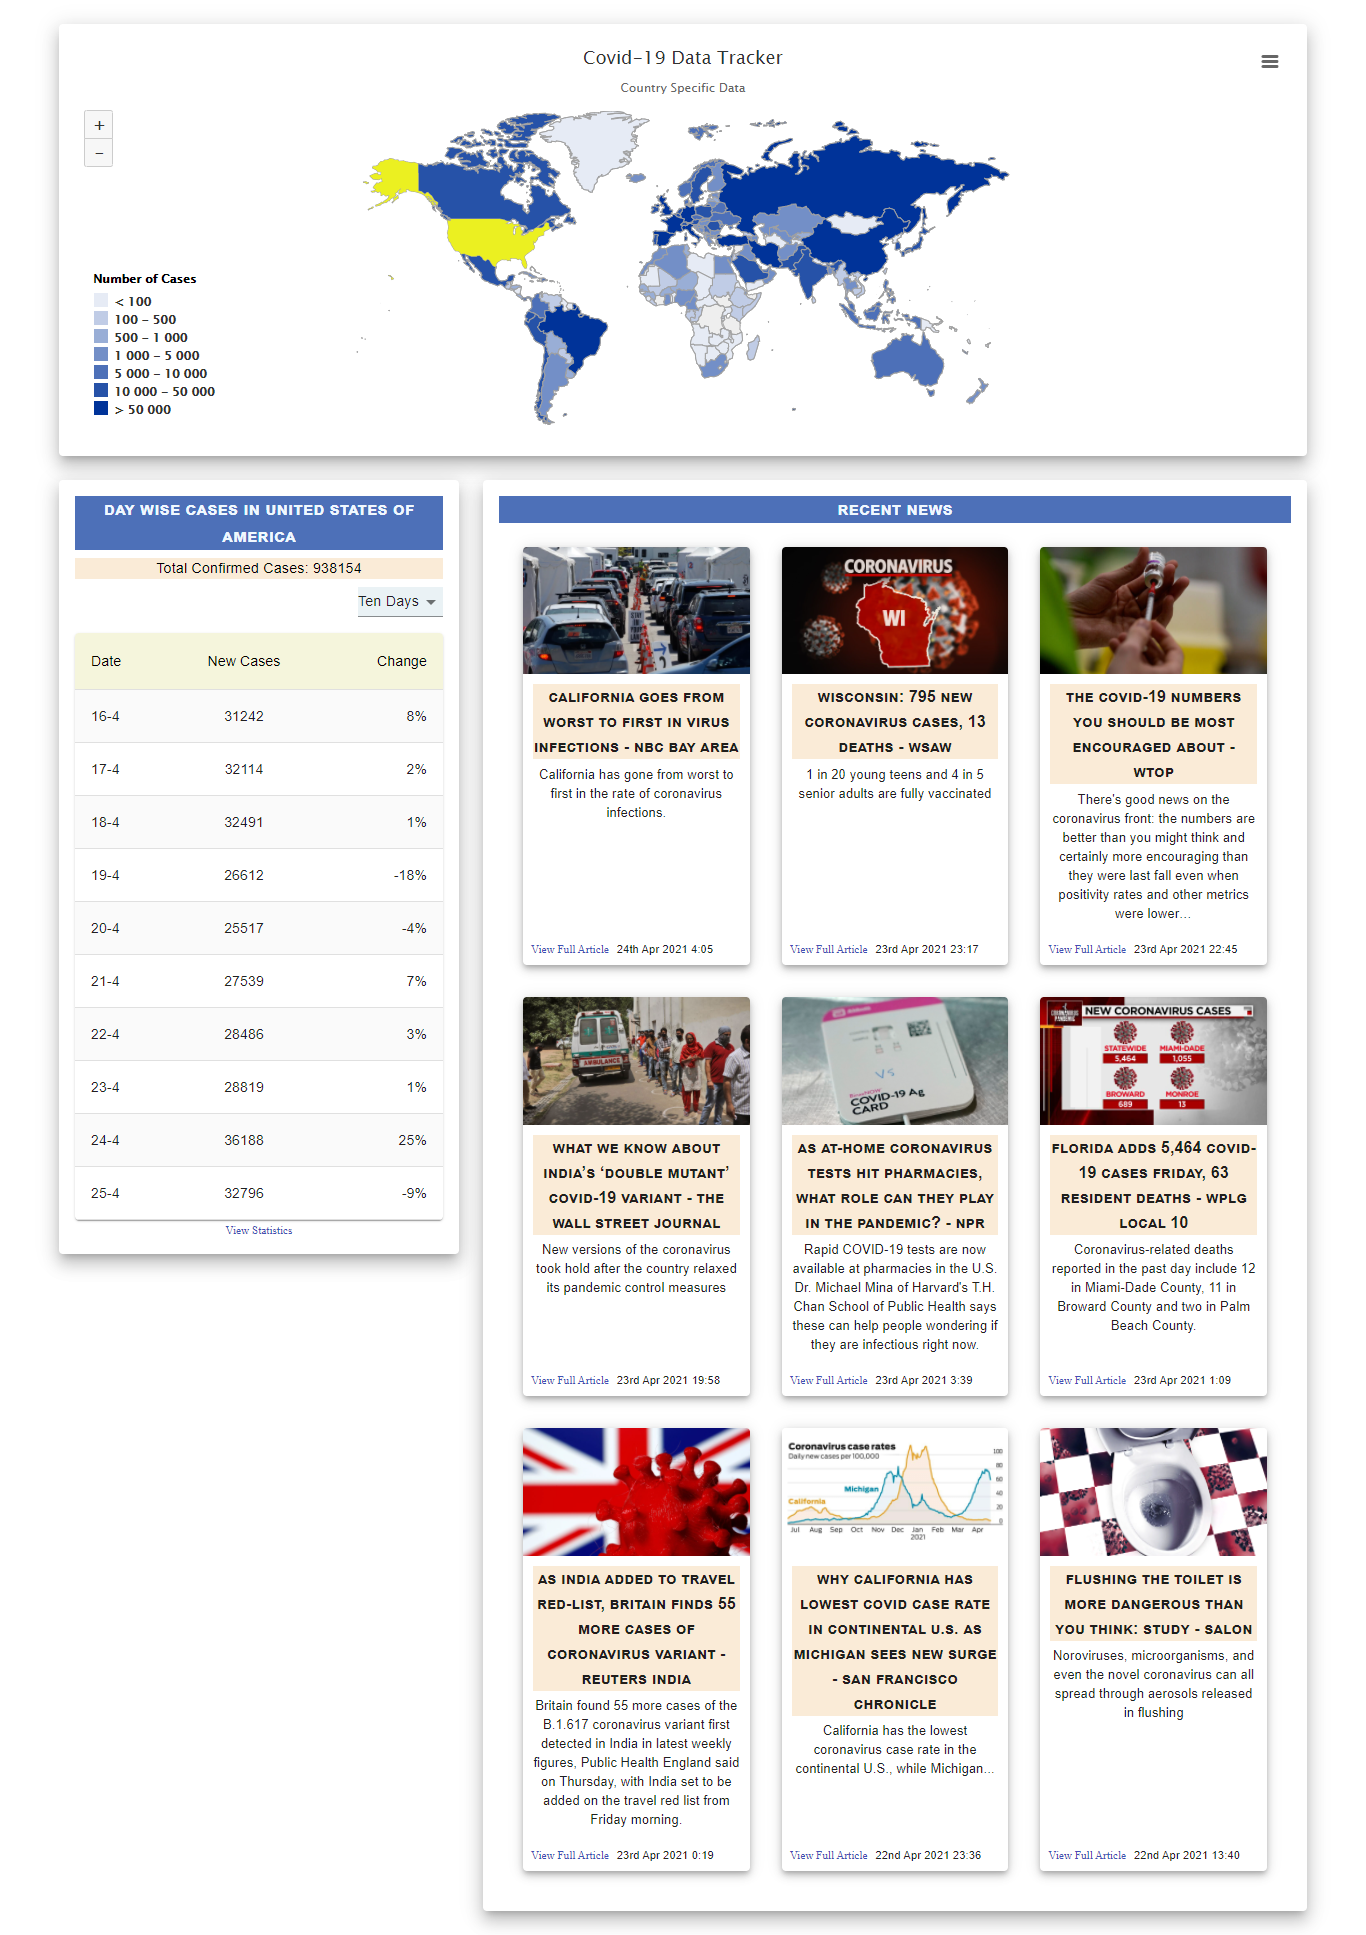 Covid-19 Data Tracker
Country Specific Data
+
−
Number of Cases
< 100
100 – 500
500 – 1 000
1 000 – 5 000
5 000 – 10 000
10 000 – 50 000
> 50 000
DAY WISE CASES IN UNITED STATES OF
AMERICA
Total Confirmed Cases: 938154
Ten Days
Date New Cases Change
16-4 31242 8%
17-4 32114 2%
18-4 32491 1%
19-4 26612 -18%
20-4 25517 -4%
21-4 27539 7%
22-4 28486 3%
23-4 28819 1%
24-4 36188 25%
25-4 32796 -9%
View Statistics
RECENT NEWS
CALIFORNIA GOES FROM
WORST TO FIRST IN VIRUS
INFECTIONS - NBC BAY AREA
California has gone from worst to
first in the rate of coronavirus
infections.
View Full Article 24th Apr 2021 4:05
CORONAVIRUS
WI
WISCONSIN: 795 NEW
CORONAVIRUS CASES, 13
DEATHS - WSAW
1 in 20 young teens and 4 in 5
senior adults are fully vaccinated
View Full Article 23rd Apr 2021 23:17
THE COVID-19 NUMBERS
YOU SHOULD BE MOST
ENCOURAGED ABOUT -
WTOP
There's good news on the
coronavirus front: the numbers are
better than you might think and
certainly more encouraging than
they were last fall even when
positivity rates and other metrics
were lower…
View Full Article 23rd Apr 2021 22:45
AMBULANCE
WHAT WE KNOW ABOUT
INDIA’S ‘DOUBLE MUTANT’
COVID-19 VARIANT - THE
WALL STREET JOURNAL
New versions of the coronavirus
took hold after the country relaxed
its pandemic control measures
View Full Article 23rd Apr 2021 19:58
COVID-19 Ag
CARD
AS AT-HOME CORONAVIRUS
TESTS HIT PHARMACIES,
WHAT ROLE CAN THEY PLAY
IN THE PANDEMIC? - NPR
Rapid COVID-19 tests are now
available at pharmacies in the U.S.
Dr. Michael Mina of Harvard's T.H.
Chan School of Public Health says
these can help people wondering if
they are infectious right now.
View Full Article 23rd Apr 2021 3:39
CORONAVIRUS
PANDEMIC
NEW CORONAVIRUS CASES
STATEWIDE MIAMI-DADE
5,464 1,055
BROWARD MONROE
689 13
FLORIDA ADDS 5,464 COVID-
19 CASES FRIDAY, 63
RESIDENT DEATHS - WPLG
LOCAL 10
Coronavirus-related deaths
reported in the past day include 12
in Miami-Dade County, 11 in
Broward County and two in Palm
Beach County.
View Full Article 23rd Apr 2021 1:09
AS INDIA ADDED TO TRAVEL
RED-LIST, BRITAIN FINDS 55
MORE CASES OF
CORONAVIRUS VARIANT -
REUTERS INDIA
Britain found 55 more cases of the
B.1.617 coronavirus variant first
detected in India in latest weekly
figures, Public Health England said
on Thursday, with India set to be
added on the travel red list from
Friday morning.
View Full Article 23rd Apr 2021 0:19
Coronavirus case rates
Daily new cases per 100,000
100
80
60
40
20
0
Michigan
California
Jul Aug Sep Oct Nov Dec Jan Feb Mar Apr
2021
WHY CALIFORNIA HAS
LOWEST COVID CASE RATE
IN CONTINENTAL U.S. AS
MICHIGAN SEES NEW SURGE
- SAN FRANCISCO
CHRONICLE
California has the lowest
coronavirus case rate in the
continental U.S., while Michigan...
View Full Article 22nd Apr 2021 23:36
FLUSHING THE TOILET IS
MORE DANGEROUS THAN
YOU THINK: STUDY - SALON
Noroviruses, microorganisms, and
even the novel coronavirus can all
spread through aerosols released
in flushing
View Full Article 22nd Apr 2021 13:40